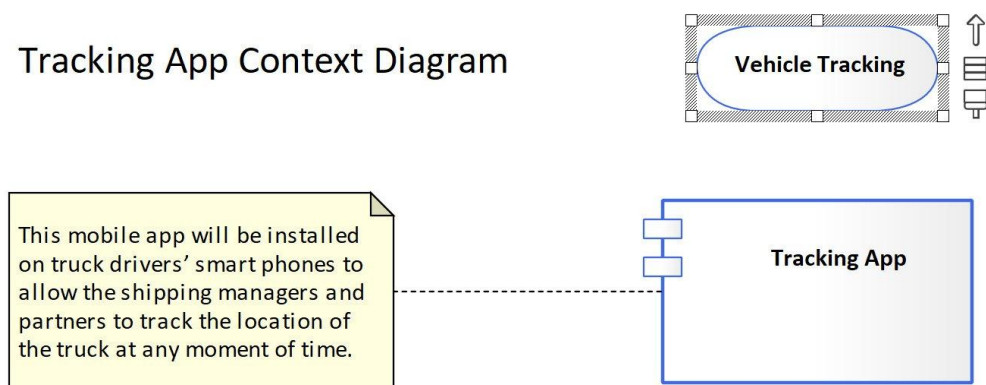 Tracking App Context Diagram
Vehicle Tracking
This mobile app will be installed
on truck drivers’ smart phones to
allow the shipping managers and
partners to track the location of
the truck at any moment of time.
Tracking App